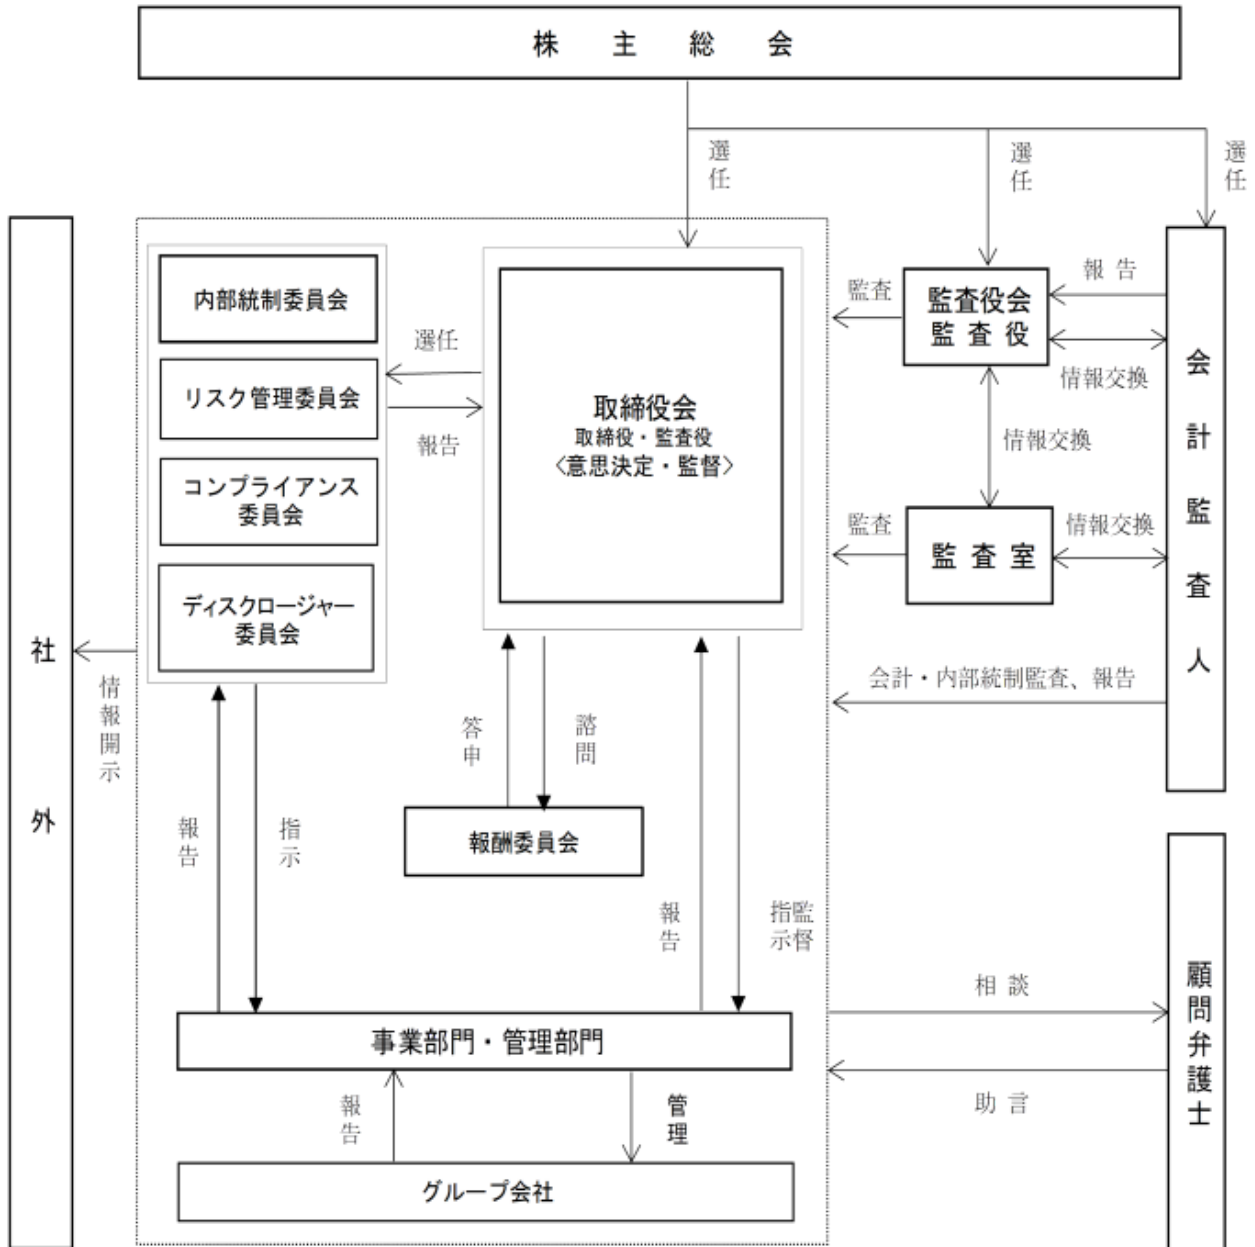 株主総会
選任
選任
選任
内部統制委員会
リスク管理委員会
コンプライアンス
委員会
ディスクロージャー
委員会
選任
報告
取締役会
取締役・監査役
〈意思決定・監督〉
監査
監査役会
監査役
報告
情報交換
情報交換
監査
監査室
情報交換
会計監査人
会計・内部統制監査、報告
社外
情報開示
答申
諮問
報酬委員会
報告
指示
報告
指示
監督
相談
助言
顧問弁護士
事業部門・管理部門
報告
管理
グループ会社